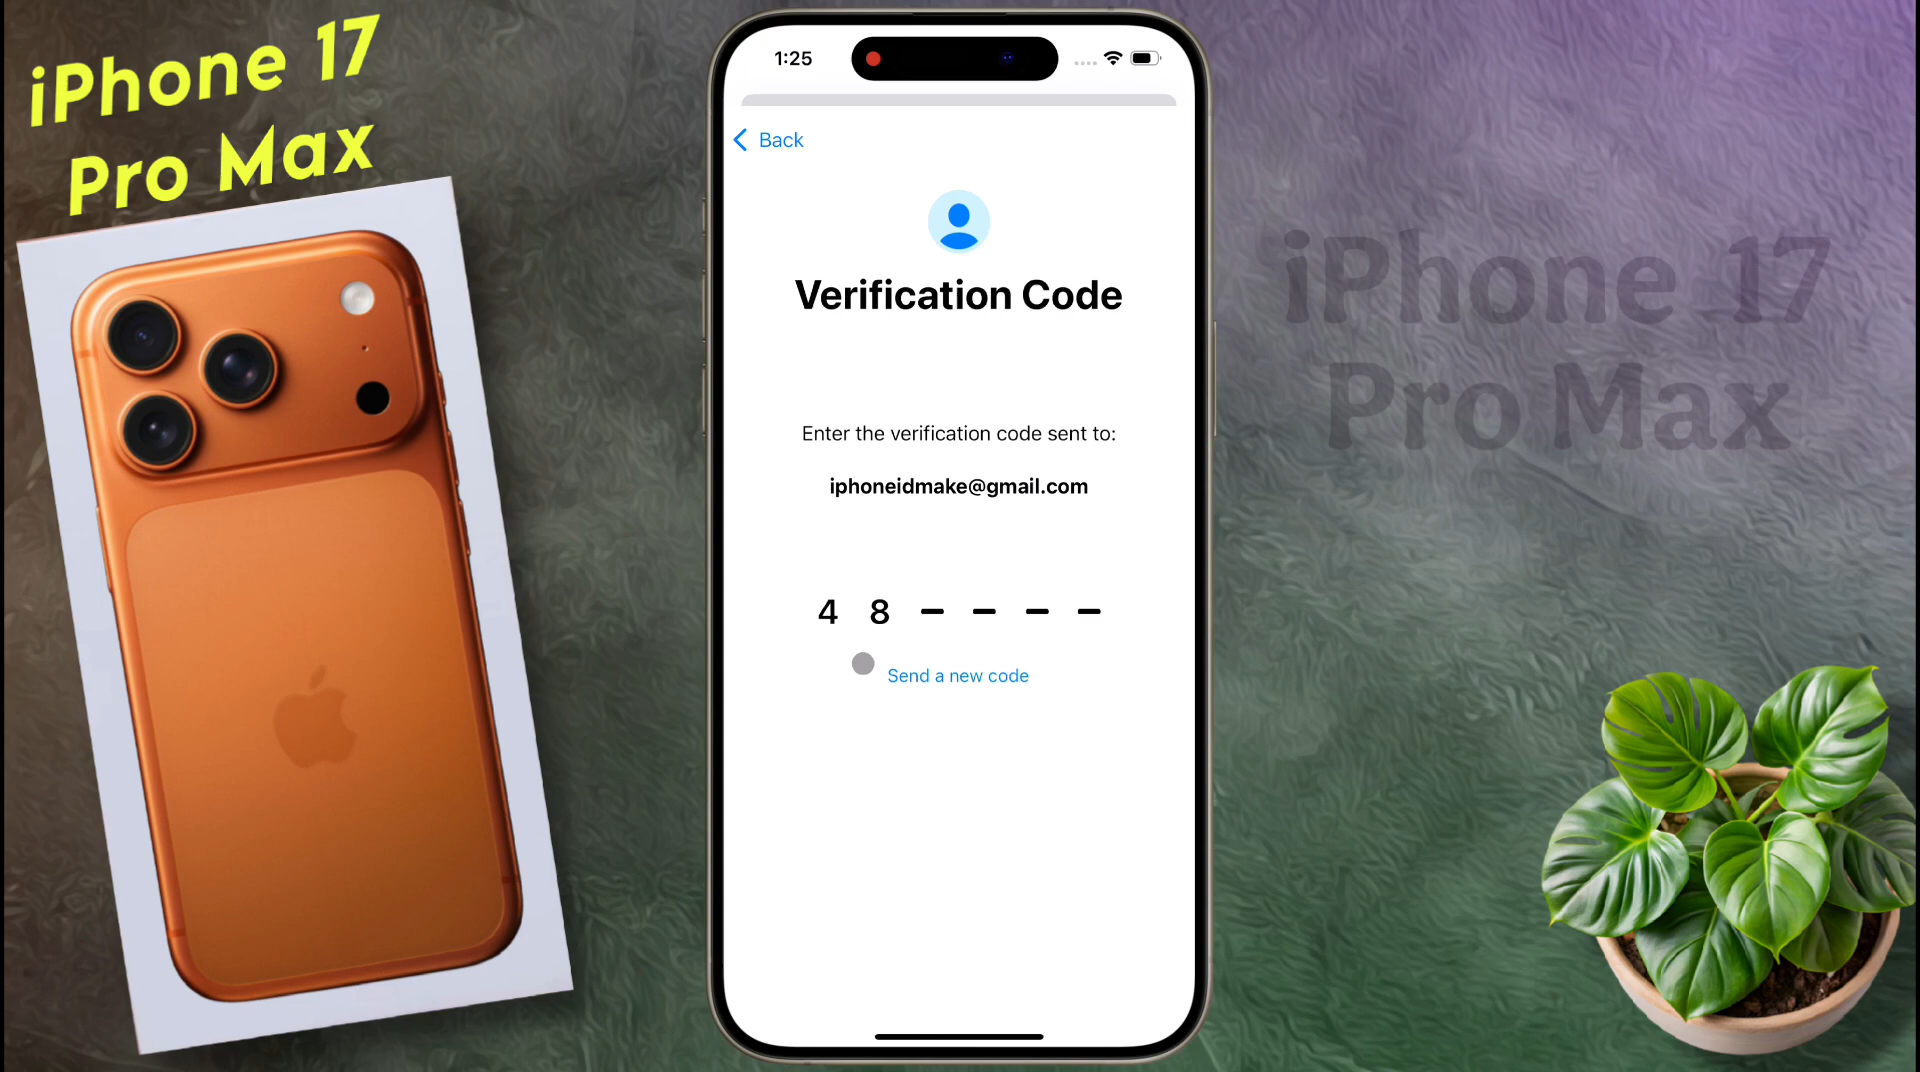 iPhone 17
Pro Max
1:25
Back
Verification Code
Enter the verification code sent to:
iphoneidmake@gmail.com
4 8 – – – –
Send a new code
iPhone 17
Pro Max